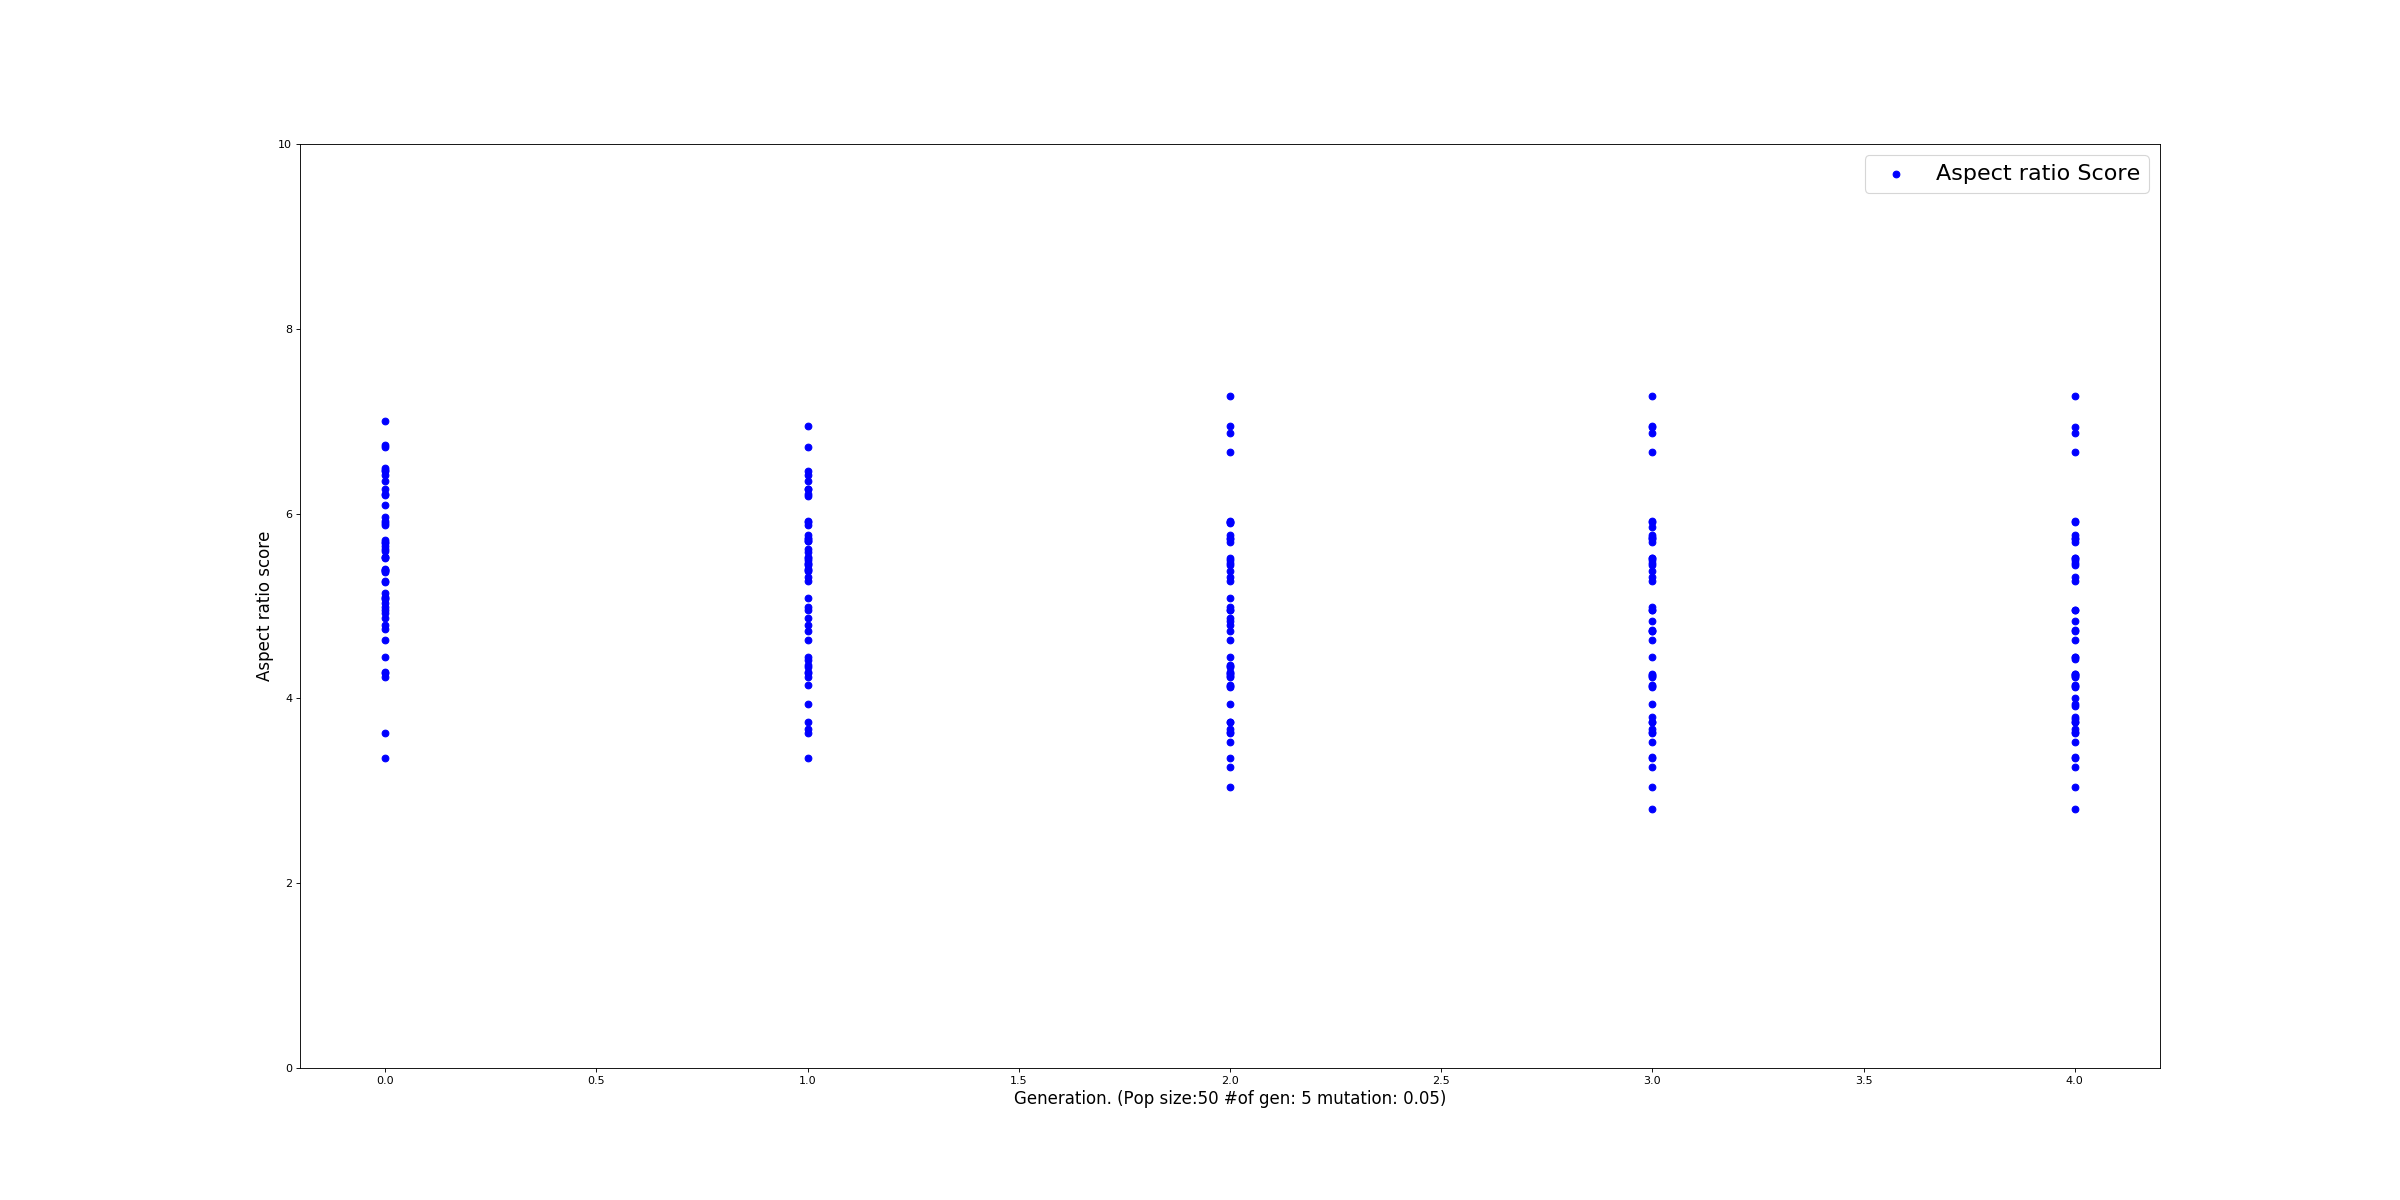 Aspect ratio Score
10
8
6
4
2
0
Aspect ratio score
0.0 0.5 1.0 1.5 2.0 2.5 3.0 3.5 4.0
Generation. (Pop size:50 #of gen: 5 mutation: 0.05)